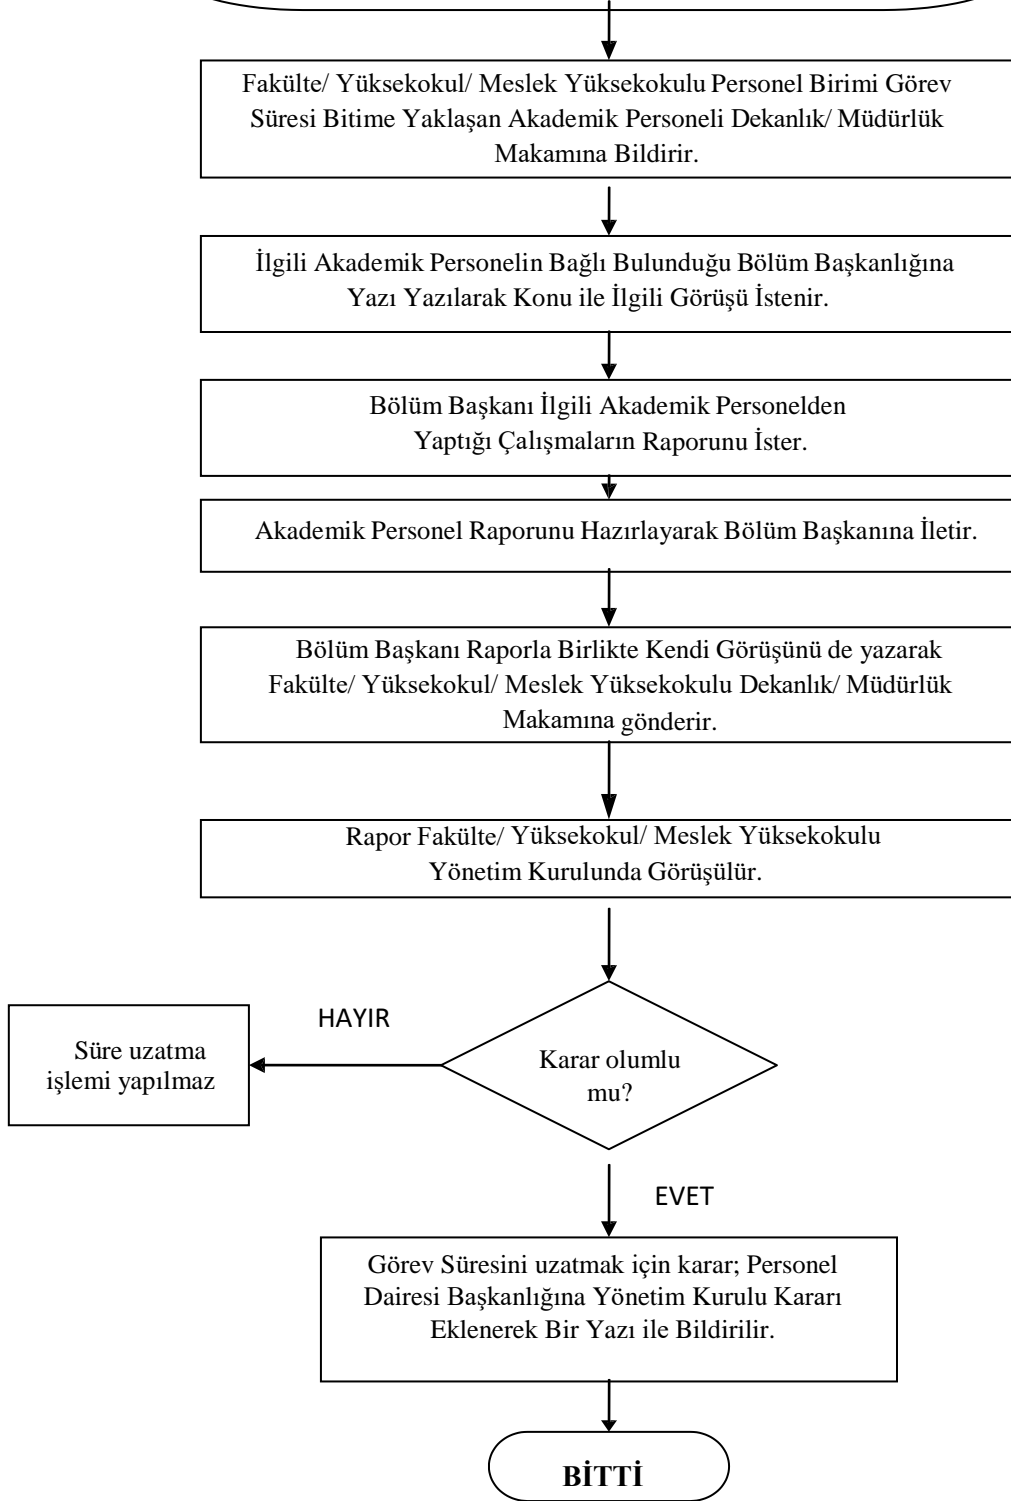 Fakülte/ Yüksekokul/ Meslek Yüksekokulu Personel Birimi Görev
Süresi Bitime Yaklaşan Akademik Personeli Dekanlık/ Müdürlük
Makamına Bildirir.
İlgili Akademik Personelin Bağlı Bulunduğu Bölüm Başkanlığına
Yazı Yazılarak Konu ile İlgili Görüşü İstenir.
Bölüm Başkanı İlgili Akademik Personelden
Yaptığı Çalışmaların Raporunu İster.
Akademik Personel Raporunu Hazırlayarak Bölüm Başkanına İletir.
Bölüm Başkanı Raporla Birlikte Kendi Görüşünü de yazarak
Fakülte/ Yüksekokul/ Meslek Yüksekokulu Dekanlık/ Müdürlük
Makamına gönderir.
Rapor Fakülte/ Yüksekokul/ Meslek Yüksekokulu
Yönetim Kurulunda Görüşülür.
HAYIR
Süre uzatma
işlemi yapılmaz
Karar olumlu
mu?
EVET
Görev Süresini uzatmak için karar; Personel
Dairesi Başkanlığına Yönetim Kurulu Kararı
Eklenerek Bir Yazı ile Bildirilir.
BİTTİ